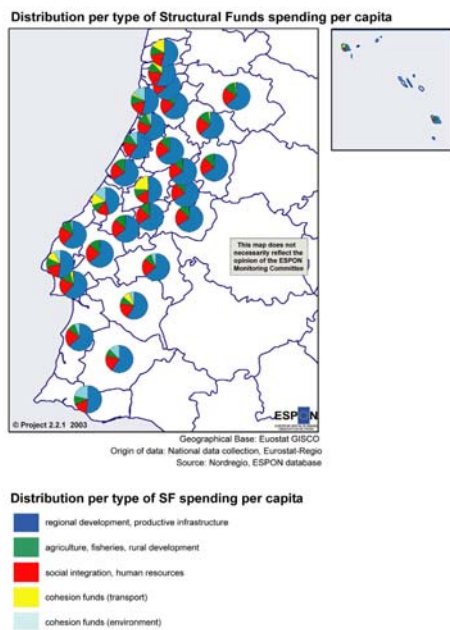 Distribution per type of Structural Funds spending per capita
This map does not
necessarily reflect the
opinion of the ESPON
Monitoring Committee
© Project 2.2.1 2003
ESPON
Geographical Base: Euostat GISCO
Origin of data: National data collection, Eurostat-Regio
Source: Nordregio, ESPON database
Distribution per type of SF spending per capita
regional development, productive infrastructure
agriculture, fisheries, rural development
social integration, human resources
cohesion funds (transport)
cohesion funds (environment)